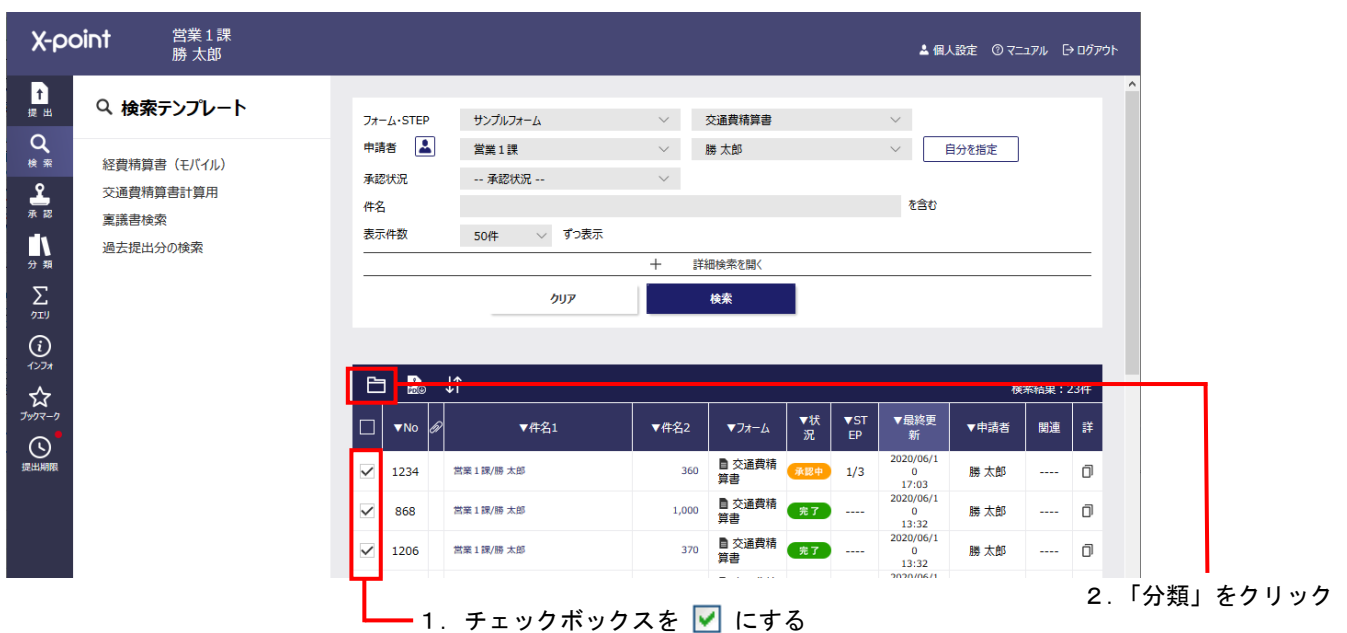 X-point
営業１課
勝 太郎
個人設定 マニュアル ログアウト
提 出
検 索
承 認
分 類
クエリ
インフォ
ブックマーク
提出期限
検索テンプレート
経費精算書（モバイル）
交通費精算書計算用
稟議書検索
過去提出分の検索
フォーム・STEP サンプルフォーム 交通費精算書
申請者 営業１課 勝 太郎 自分を指定
承認状況 -- 承認状況 --
件名 を含む
表示件数 50件 ずつ表示
＋ 詳細検索を開く
クリア 検索
検索結果：23件
▼No ▼件名1 ▼件名2 ▼フォーム ▼状況 ▼STEP ▼最終更新 ▼申請者 関連 詳
1234 営業１課/勝 太郎 360 交通費精算書 承認中 1/3 2020/06/10 17:03 勝 太郎 ----
868 営業１課/勝 太郎 1,000 交通費精算書 完了 ---- 2020/06/10 13:32 勝 太郎 ----
1206 営業１課/勝 太郎 370 交通費精算書 完了 ---- 2020/06/10 13:32 勝 太郎 ----
２．「分類」をクリック
１．チェックボックスを にする